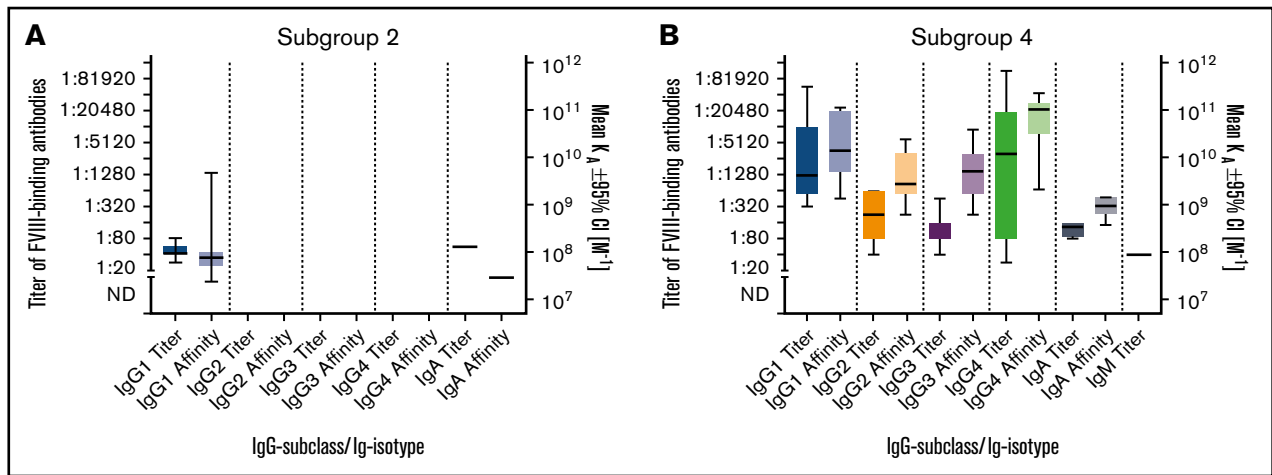 A
Subgroup 2
Titer of FVIII-binding antibodies
1:81920
1:20480
1:5120
1:1280
1:320
1:80
1:20
ND
10¹²
10¹¹
10¹⁰
10⁹
10⁸
10⁷
Mean K A ±95% CI [M⁻¹]
IgG1 Titer
IgG1 Affinity
IgG2 Titer
IgG2 Affinity
IgG3 Titer
IgG3 Affinity
IgG4 Titer
IgG4 Affinity
IgA Titer
IgA Affinity
IgG-subclass/Ig-isotype
B
Subgroup 4
Titer of FVIII-binding antibodies
1:81920
1:20480
1:5120
1:1280
1:320
1:80
1:20
ND
10¹²
10¹¹
10¹⁰
10⁹
10⁸
10⁷
Mean K A ±95% CI [M⁻¹]
IgG1 Titer
IgG1 Affinity
IgG2 Titer
IgG2 Affinity
IgG3 Titer
IgG3 Affinity
IgG4 Titer
IgG4 Affinity
IgA Titer
IgA Affinity
IgM Titer
IgG-subclass/Ig-isotype